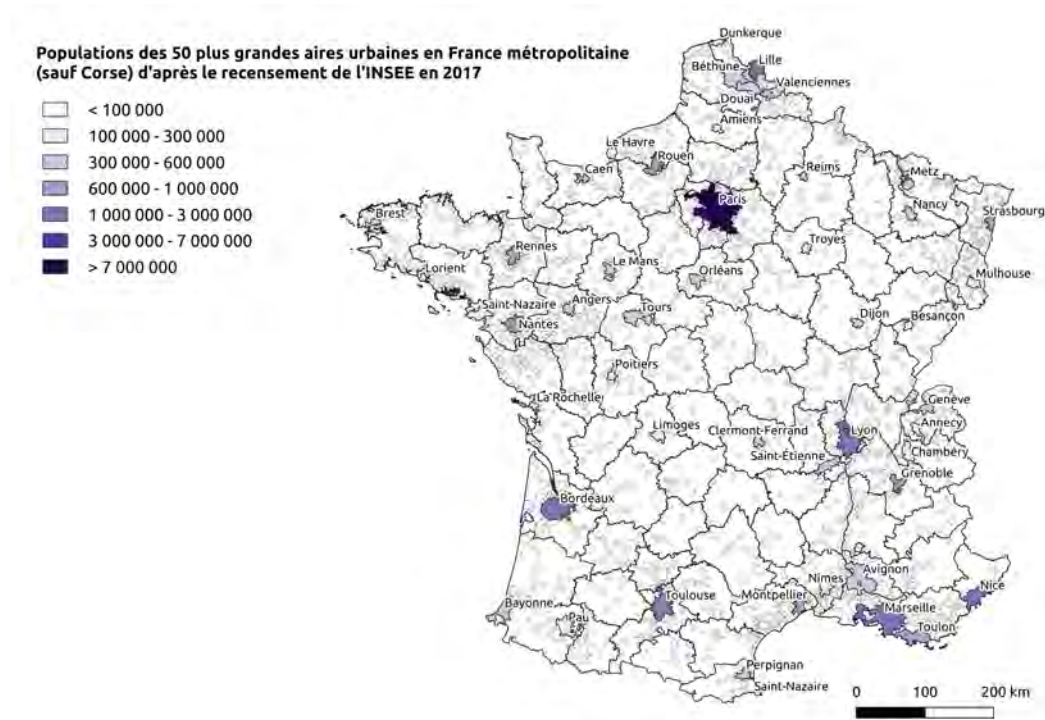 Populations des 50 plus grandes aires urbaines en France métropolitaine
(sauf Corse) d'après le recensement de l'INSEE en 2017
< 100 000
100 000 - 300 000
300 000 - 600 000
600 000 - 1 000 000
1 000 000 - 3 000 000
3 000 000 - 7 000 000
> 7 000 000
Dunkerque
Lille
Béthune
Valenciennes
Douai
Amiens
Le Havre
Rouen
Caen
Reims
Metz
Paris
Nancy
Strasbourg
Brest
Rennes
Troyes
Lorient
Le Mans
Orléans
Mulhouse
Saint-Nazaire
Angers
Tours
Nantes
Dijon
Besançon
Poitiers
La Rochelle
Genève
Limoges
Clermont-Ferrand
Lyon
Annecy
Saint-Étienne
Chambéry
Grenoble
Bordeaux
Avignon
Nîmes
Nice
Bayonne
Toulouse
Montpellier
Marseille
Pau
Toulon
Perpignan
Saint-Nazaire
0 100 200 km